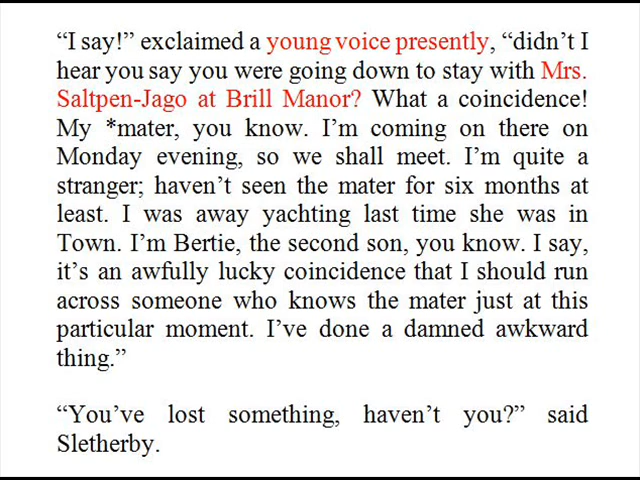 “I say!” exclaimed a young voice presently, “didn’t I
hear you say you were going down to stay with Mrs.
Saltpen-Jago at Brill Manor? What a coincidence!
My *mater, you know. I’m coming on there on
Monday evening, so we shall meet. I’m quite a
stranger; haven’t seen the mater for six months at
least. I was away yachting last time she was in
Town. I’m Bertie, the second son, you know. I say,
it’s an awfully lucky coincidence that I should run
across someone who knows the mater just at this
particular moment. I’ve done a damned awkward
thing.”
“You’ve lost something, haven’t you?” said
Sletherby.